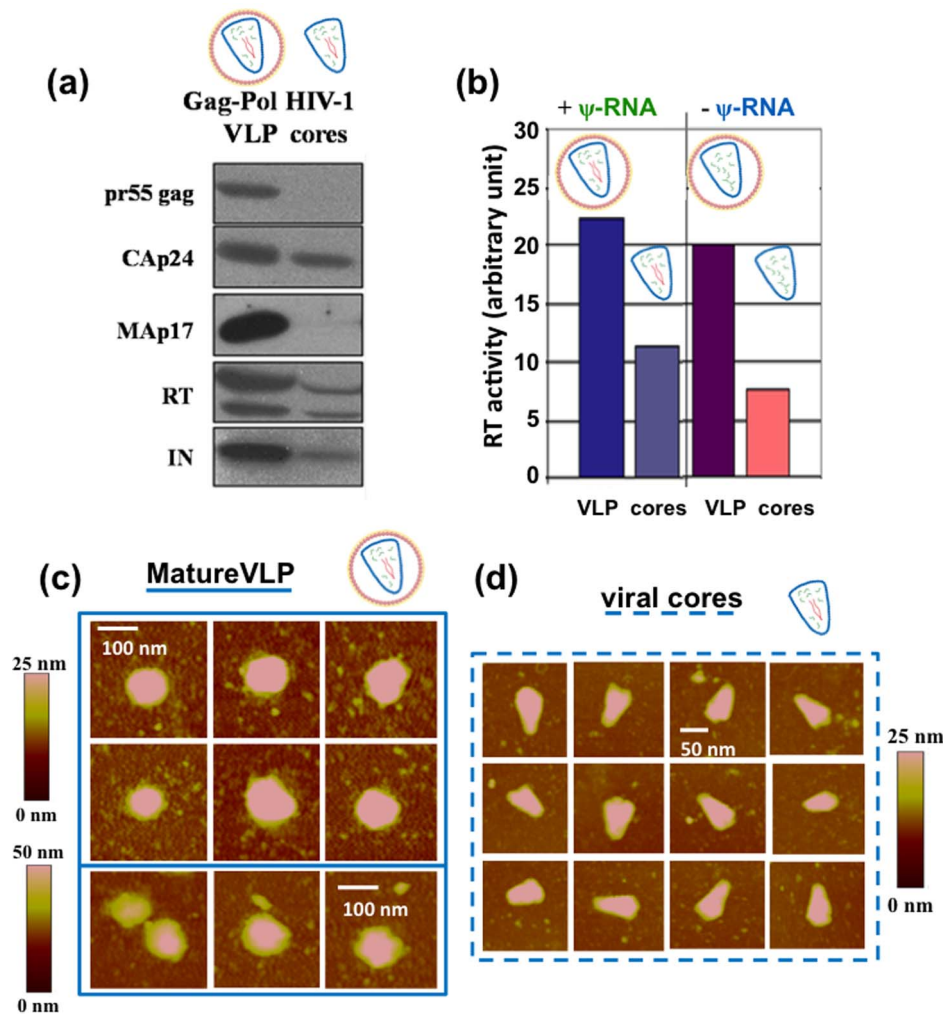 (a)
Gag-Pol HIV-1
VLP cores
pr55 gag
CAp24
MAp17
RT
IN
(b)
+ ψ-RNA
- ψ-RNA
RT activity (arbitrary unit)
30
25
20
15
10
5
0
VLP cores
VLP cores
(c)
MatureVLP
25 nm
0 nm
50 nm
0 nm
100 nm
100 nm
(d)
viral cores
50 nm
25 nm
0 nm